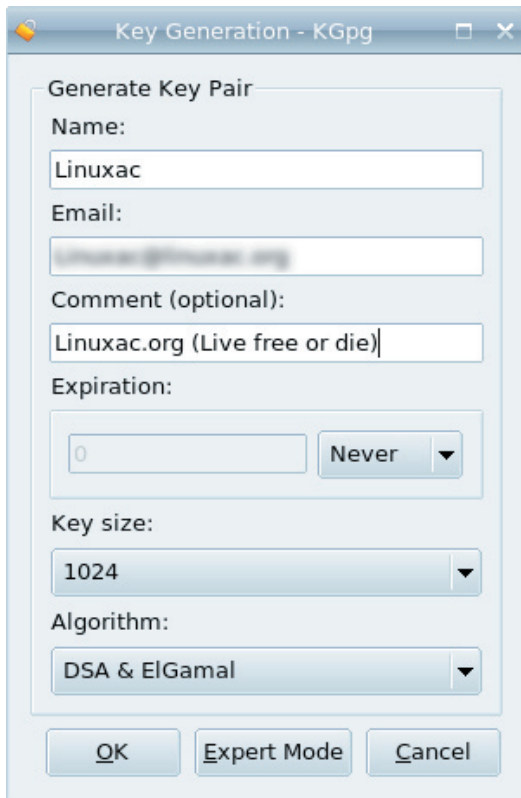 Key Generation - KGpg
Generate Key Pair
Name:
Linuxac
Email:
Comment (optional):
Linuxac.org (Live free or die)
Expiration:
0
Never
Key size:
1024
Algorithm:
DSA & ElGamal
OK
Expert Mode
Cancel